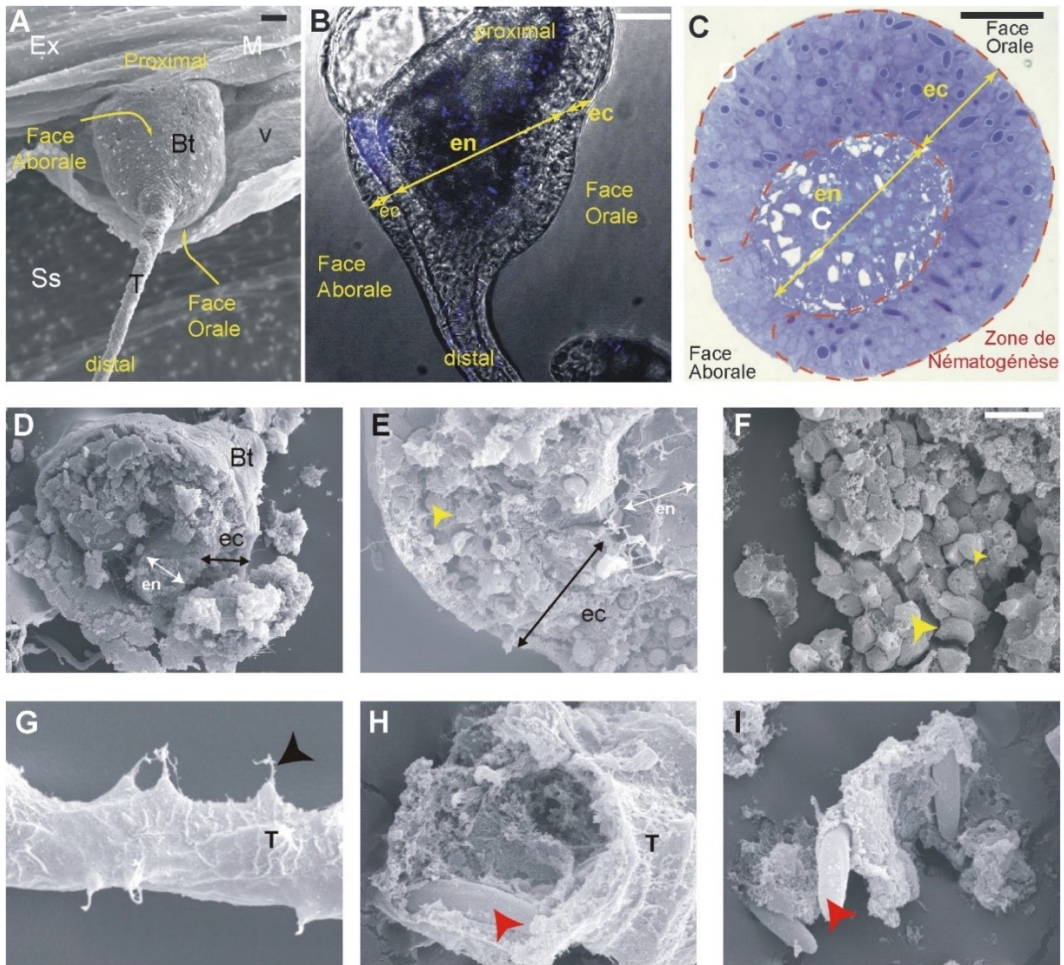 A
Ex
M
Proximal
Face
Aborale
Bt
v
Ss
T
Face
Orale
distal
B
proximal
en
ec
ec
Face
Orale
Face
Aborale
distal
C
Face
Orale
ec
en
C
Face
Aborale
Zone de
Nématogénèse
D
Bt
ec
en
E
en
ec
F
G
T
H
T
I